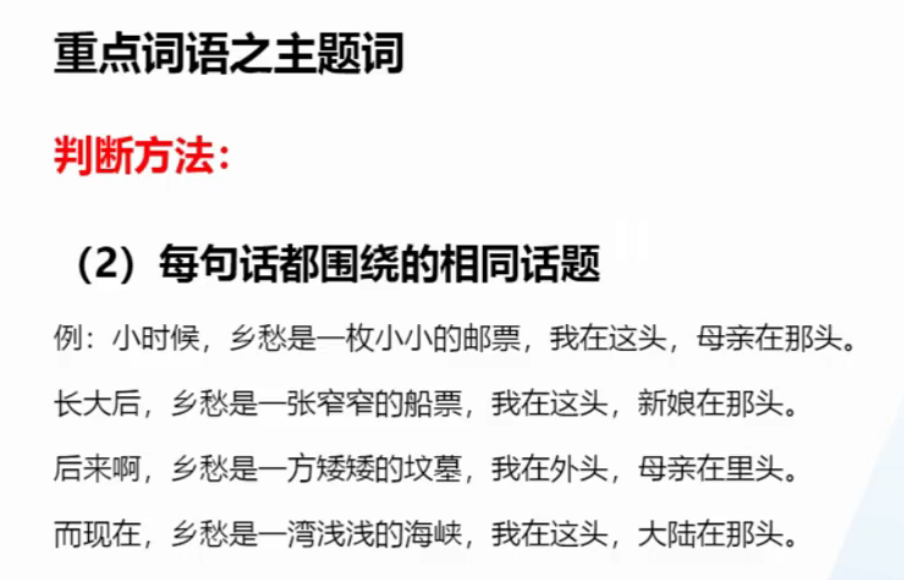 重点词语之主题词
判断方法：
（2）每句话都围绕的相同话题
例：小时候，乡愁是一枚小小的邮票，我在这头，母亲在那头。
长大后，乡愁是一张窄窄的船票，我在这头，新娘在那头。
后来啊，乡愁是一方矮矮的坟墓，我在外头，母亲在里头。
而现在，乡愁是一湾浅浅的海峡，我在这头，大陆在那头。